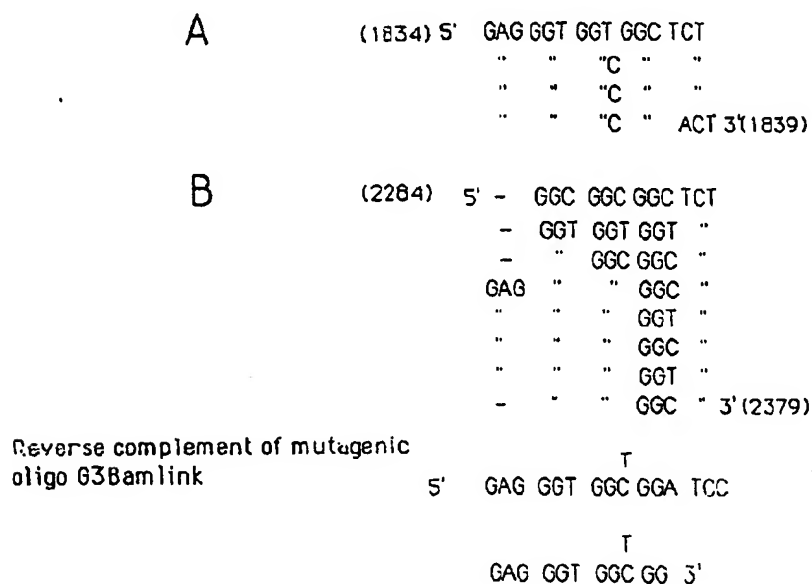 A (1834) 5' GAG GGT GGT GGC TCT
" " "C " "
" " "C " "
" " "C " ACT 3'(1839)
B (2284) 5' - GGC GGC GGC TCT
- GGT GGT GGT "
- " GGC GGC "
GAG " " GGC "
" " " GGT "
" " " GGC "
" " " GGT "
- " " GGC " 3'(2379)
Reverse complement of mutagenic
oligo G3Bamlink
T
5' GAG GGT GGC GGA TCC
T
GAG GGT GGC GG 3'